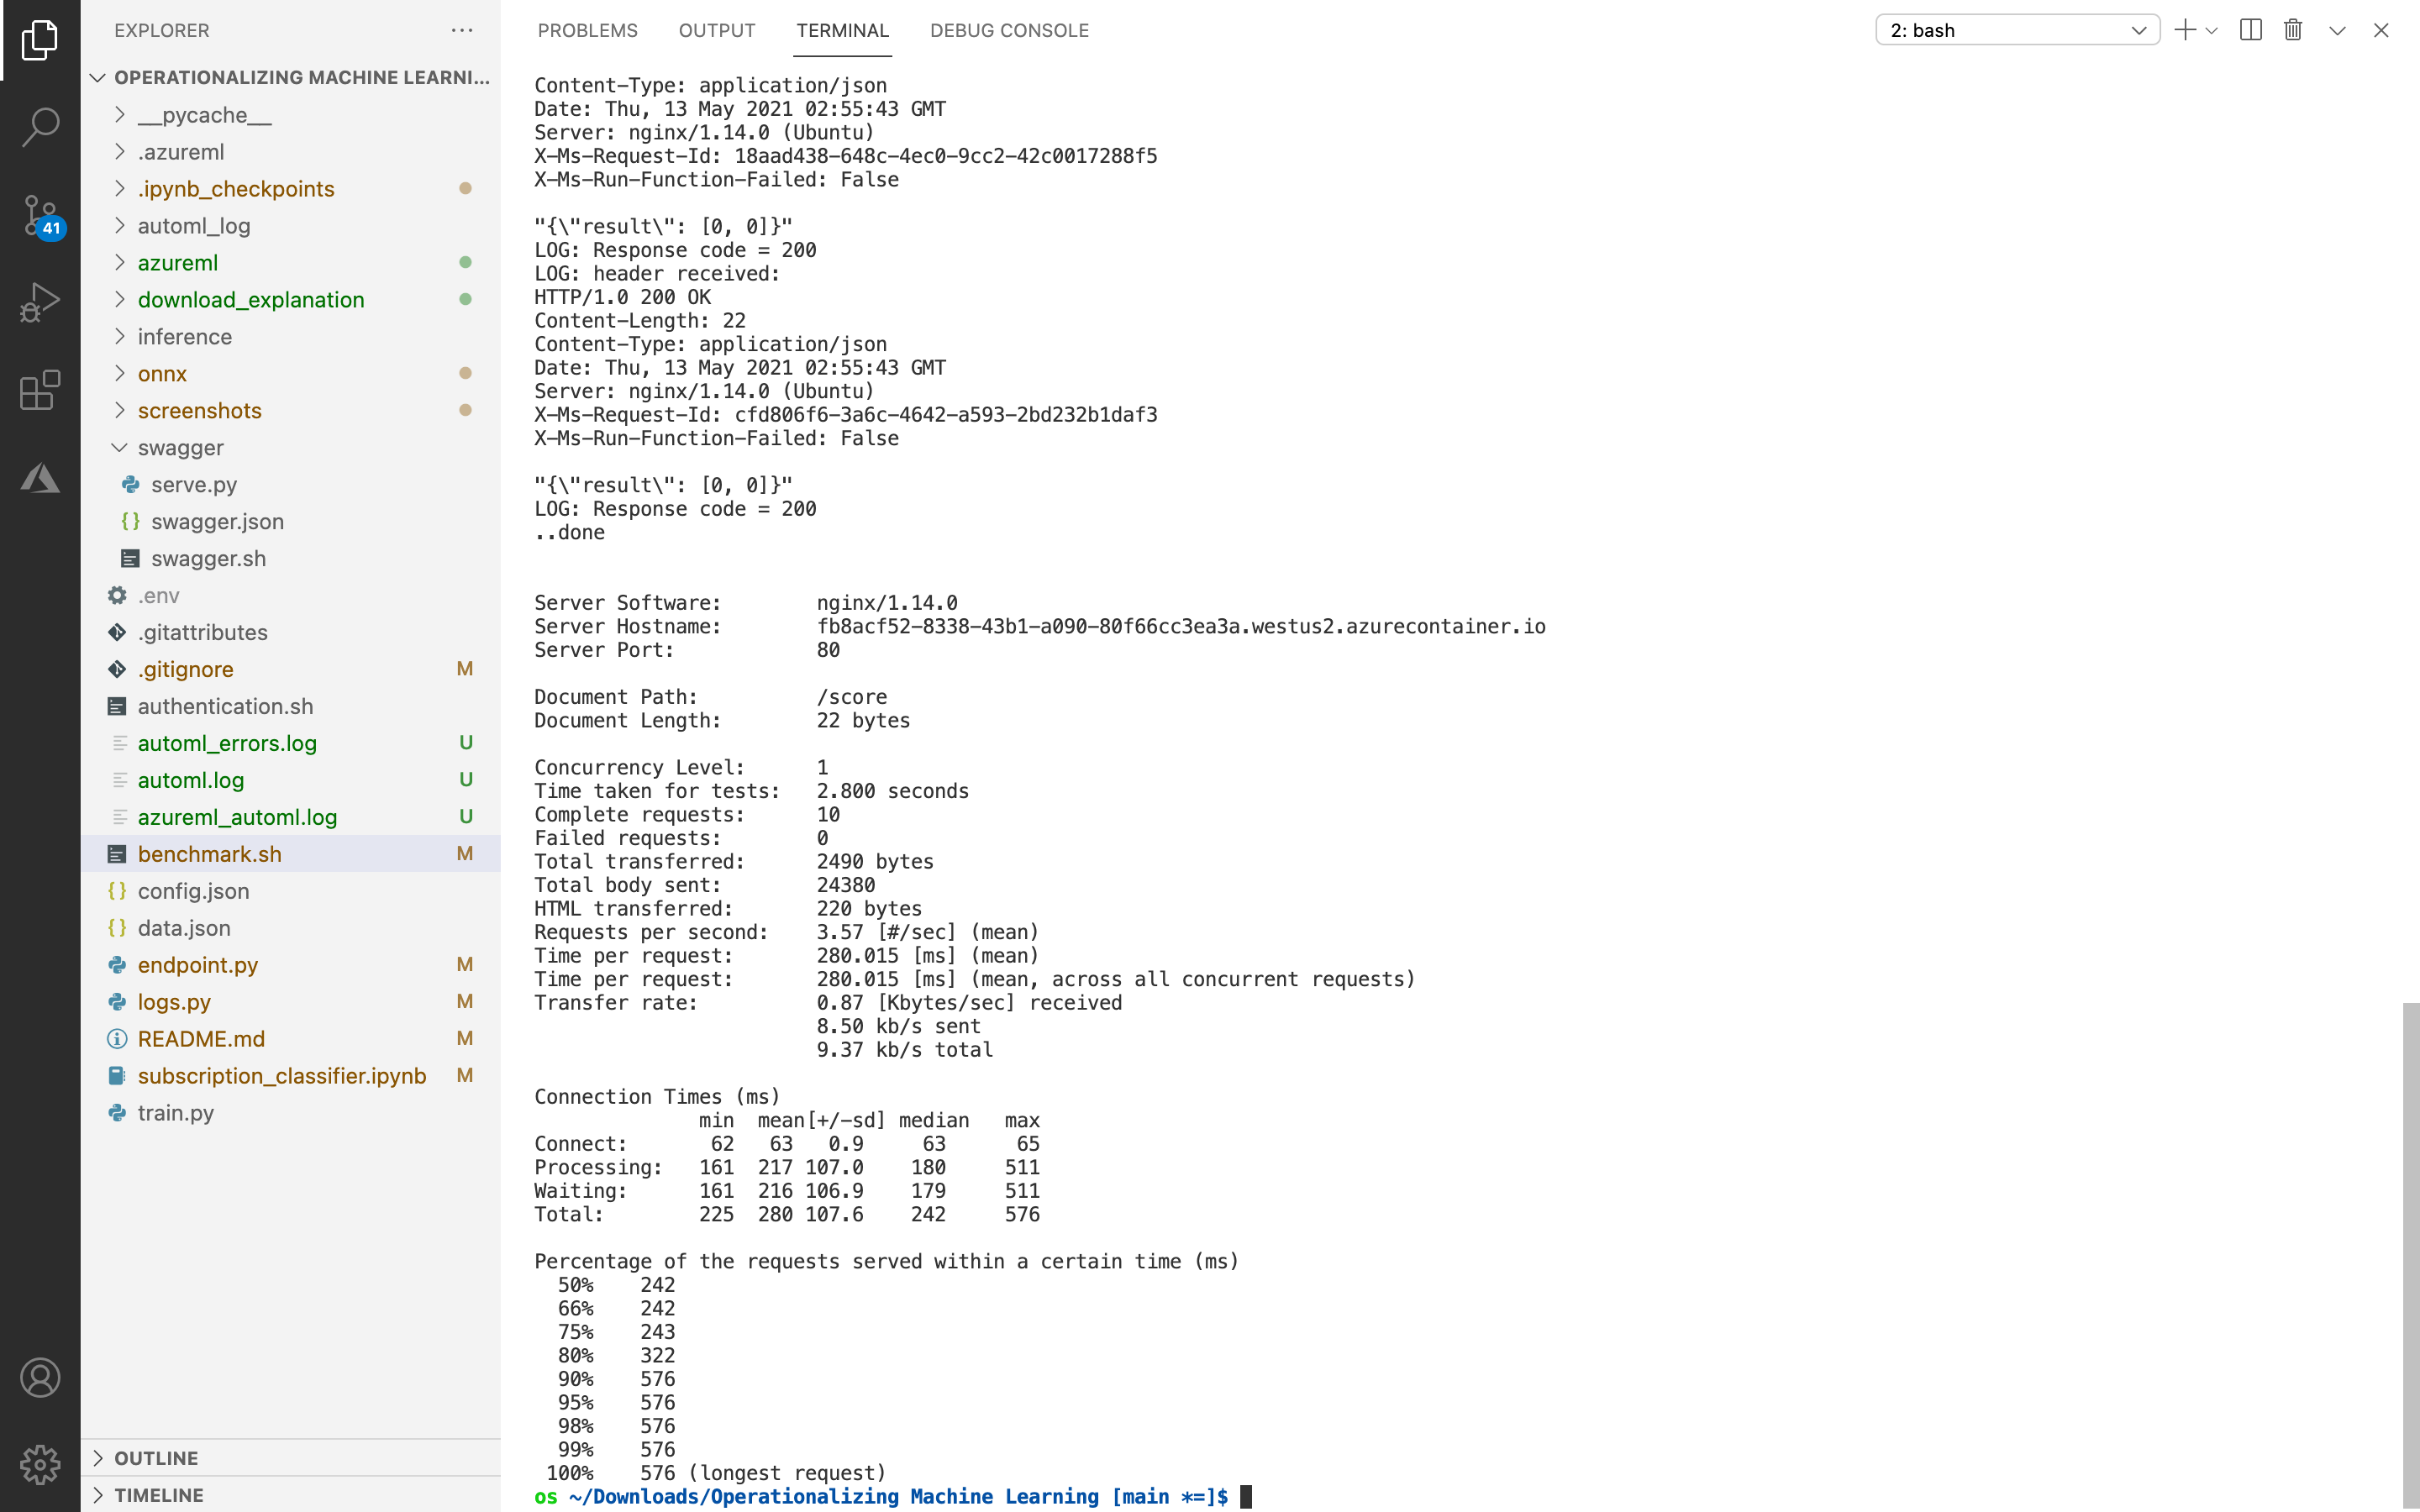 EXPLORER
OPERATIONALIZING MACHINE LEARNI...
__pycache__
.azureml
.ipynb_checkpoints
automl_log
azureml
download_explanation
inference
onnx
screenshots
swagger
serve.py
swagger.json
swagger.sh
.env
.gitattributes
.gitignore M
authentication.sh
automl_errors.log U
automl.log U
azureml_automl.log U
benchmark.sh M
config.json
data.json
endpoint.py M
logs.py M
README.md M
subscription_classifier.ipynb M
train.py
OUTLINE
TIMELINE
41
PROBLEMS OUTPUT TERMINAL DEBUG CONSOLE
2: bash
Content-Type: application/json
Date: Thu, 13 May 2021 02:55:43 GMT
Server: nginx/1.14.0 (Ubuntu)
X-Ms-Request-Id: 18aad438-648c-4ec0-9cc2-42c0017288f5
X-Ms-Run-Function-Failed: False
"{\"result\": [0, 0]}"
LOG: Response code = 200
LOG: header received:
HTTP/1.0 200 OK
Content-Length: 22
Content-Type: application/json
Date: Thu, 13 May 2021 02:55:43 GMT
Server: nginx/1.14.0 (Ubuntu)
X-Ms-Request-Id: cfd806f6-3a6c-4642-a593-2bd232b1daf3
X-Ms-Run-Function-Failed: False
"{\"result\": [0, 0]}"
LOG: Response code = 200
..done
Server Software: nginx/1.14.0
Server Hostname: fb8acf52-8338-43b1-a090-80f66cc3ea3a.westus2.azurecontainer.io
Server Port: 80
Document Path: /score
Document Length: 22 bytes
Concurrency Level: 1
Time taken for tests: 2.800 seconds
Complete requests: 10
Failed requests: 0
Total transferred: 2490 bytes
Total body sent: 24380
HTML transferred: 220 bytes
Requests per second: 3.57 [#/sec] (mean)
Time per request: 280.015 [ms] (mean)
Time per request: 280.015 [ms] (mean, across all concurrent requests)
Transfer rate: 0.87 [Kbytes/sec] received
8.50 kb/s sent
9.37 kb/s total
Connection Times (ms)
min mean[+/-sd] median max
Connect: 62 63 0.9 63 65
Processing: 161 217 107.0 180 511
Waiting: 161 216 106.9 179 511
Total: 225 280 107.6 242 576
Percentage of the requests served within a certain time (ms)
50% 242
66% 242
75% 243
80% 322
90% 576
95% 576
98% 576
99% 576
100% 576 (longest request)
os ~/Downloads/Operationalizing Machine Learning [main *=]$